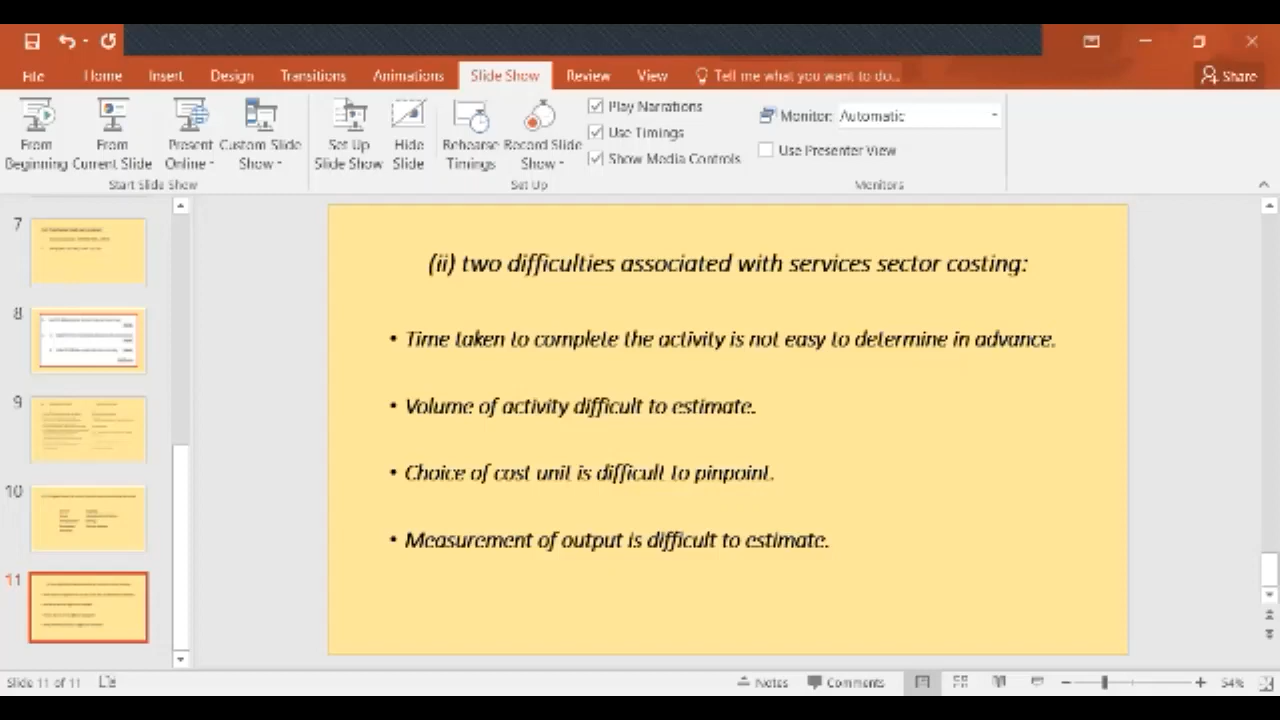 File Home Insert Design Transitions Animations Slide Show Review View Tell me what you want to do... Share
From Beginning
From Current Slide
Present Online
Custom Slide Show
Start Slide Show
Set Up Slide Show
Hide Slide
Rehearse Timings
Record Slide Show
Play Narrations
Use Timings
Show Media Controls
Set Up
Monitor: Automatic
Use Presenter View
Monitors
7
8
9
10
11
(ii) two difficulties associated with services sector costing:
• Time taken to complete the activity is not easy to determine in advance.
• Volume of activity difficult to estimate.
• Choice of cost unit is difficult to pinpoint.
• Measurement of output is difficult to estimate.
Slide 11 of 11 Notes Comments 54%